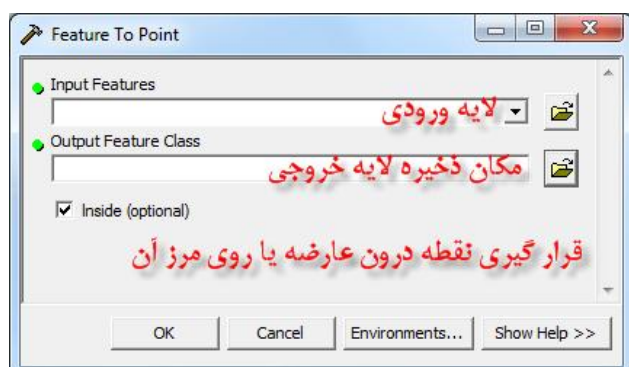 Feature To Point
Input Features
لایه ورودی
Output Feature Class
مکان ذخیره لایه خروجی
Inside (optional)
قرار گیری نقطه درون عارضه یا روی مرز آن
OK Cancel Environments... Show Help >>